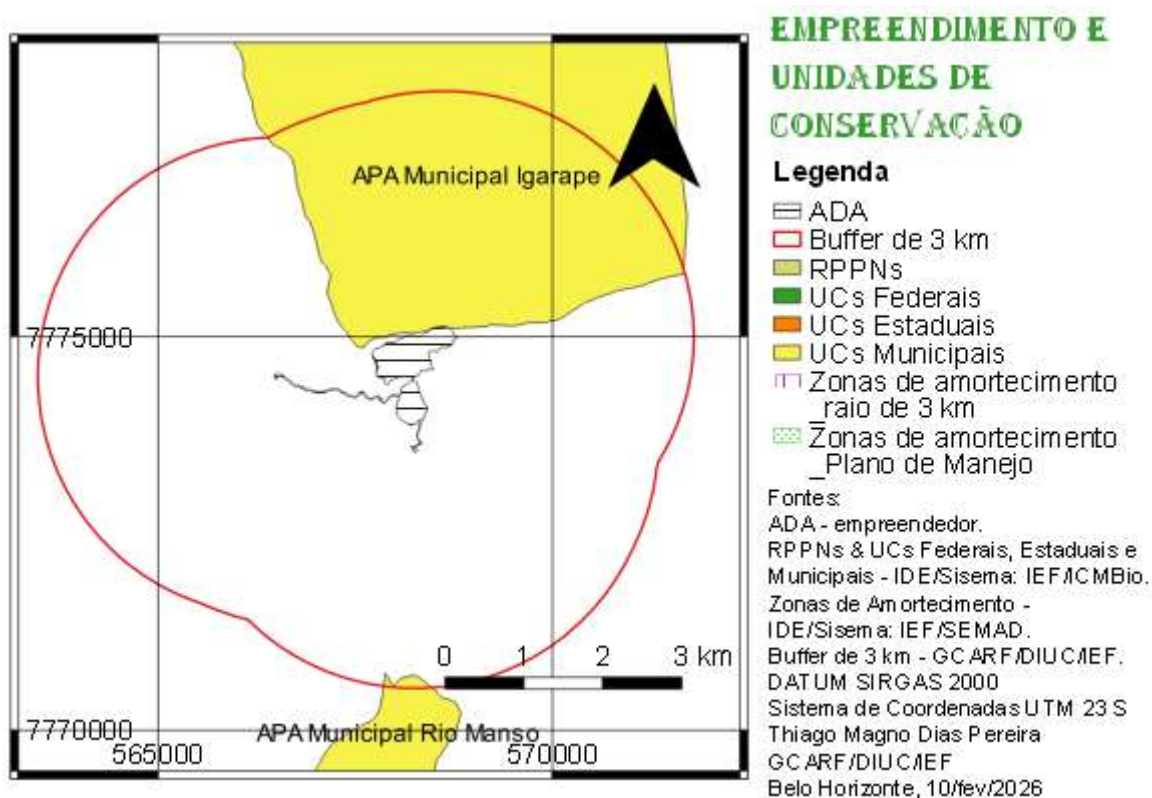 EMPREENDIMENTO E
UNIDADES DE
CONSERVAÇÃO
Legenda
ADA
Buffer de 3 km
RPPNs
UCs Federais
UCs Estaduais
UCs Municipais
Zonas de amortecimento
_raio de 3 km
Zonas de amortecimento
_Plano de Manejo
Fontes:
ADA - empreendedor.
RPPNs & UCs Federais, Estaduais e
Municipais - IDE/Sisema: IEF/ICMBio.
Zonas de Amortecimento -
IDE/Sisema: IEF/SEMAD.
Buffer de 3 km - GCARF/DIUC/IEF.
DATUM SIRGAS 2000
Sistema de Coordenadas UTM 23 S
Thiago Magno Dias Pereira
GCARF/DIUC/IEF
Belo Horizonte, 10/fev/2026
APA Municipal Igarape
7775000
0 1 2 3 km
7770000
APA Municipal Rio Manso
565000
570000